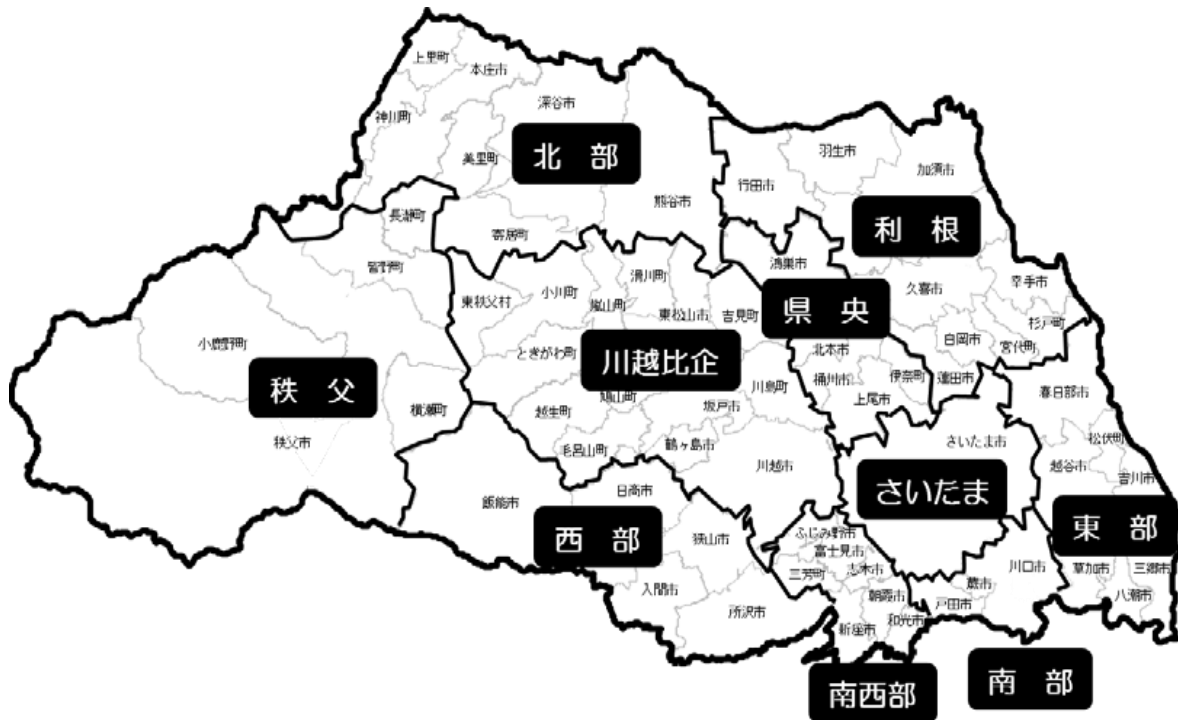 上里町
本庄市
深谷市
神川町
美里町
北 部
熊谷市
寄居町
長瀞町
皆野町
小鹿野町
秩 父
横瀬町
秩父市
行田市
羽生市
加須市
利 根
鴻巣市
久喜市
幸手市
杉戸町
宮代町
白岡市
蓮田市
県 央
北本市
桶川市
伊奈町
上尾市
東秩父村
小川町
嵐山町
滑川町
東松山市
吉見町
ときがわ町
川越比企
鳩山町
川島町
越生町
坂戸市
毛呂山町
鶴ヶ島市
川越市
さいたま市
さいたま
春日部市
松伏町
越谷市
吉川市
東 部
草加市
三郷市
八潮市
飯能市
日高市
西 部
狭山市
入間市
所沢市
ふじみ野市
富士見市
三芳町
志木市
朝霞市
新座市
和光市
南西部
川口市
蕨市
戸田市
南 部